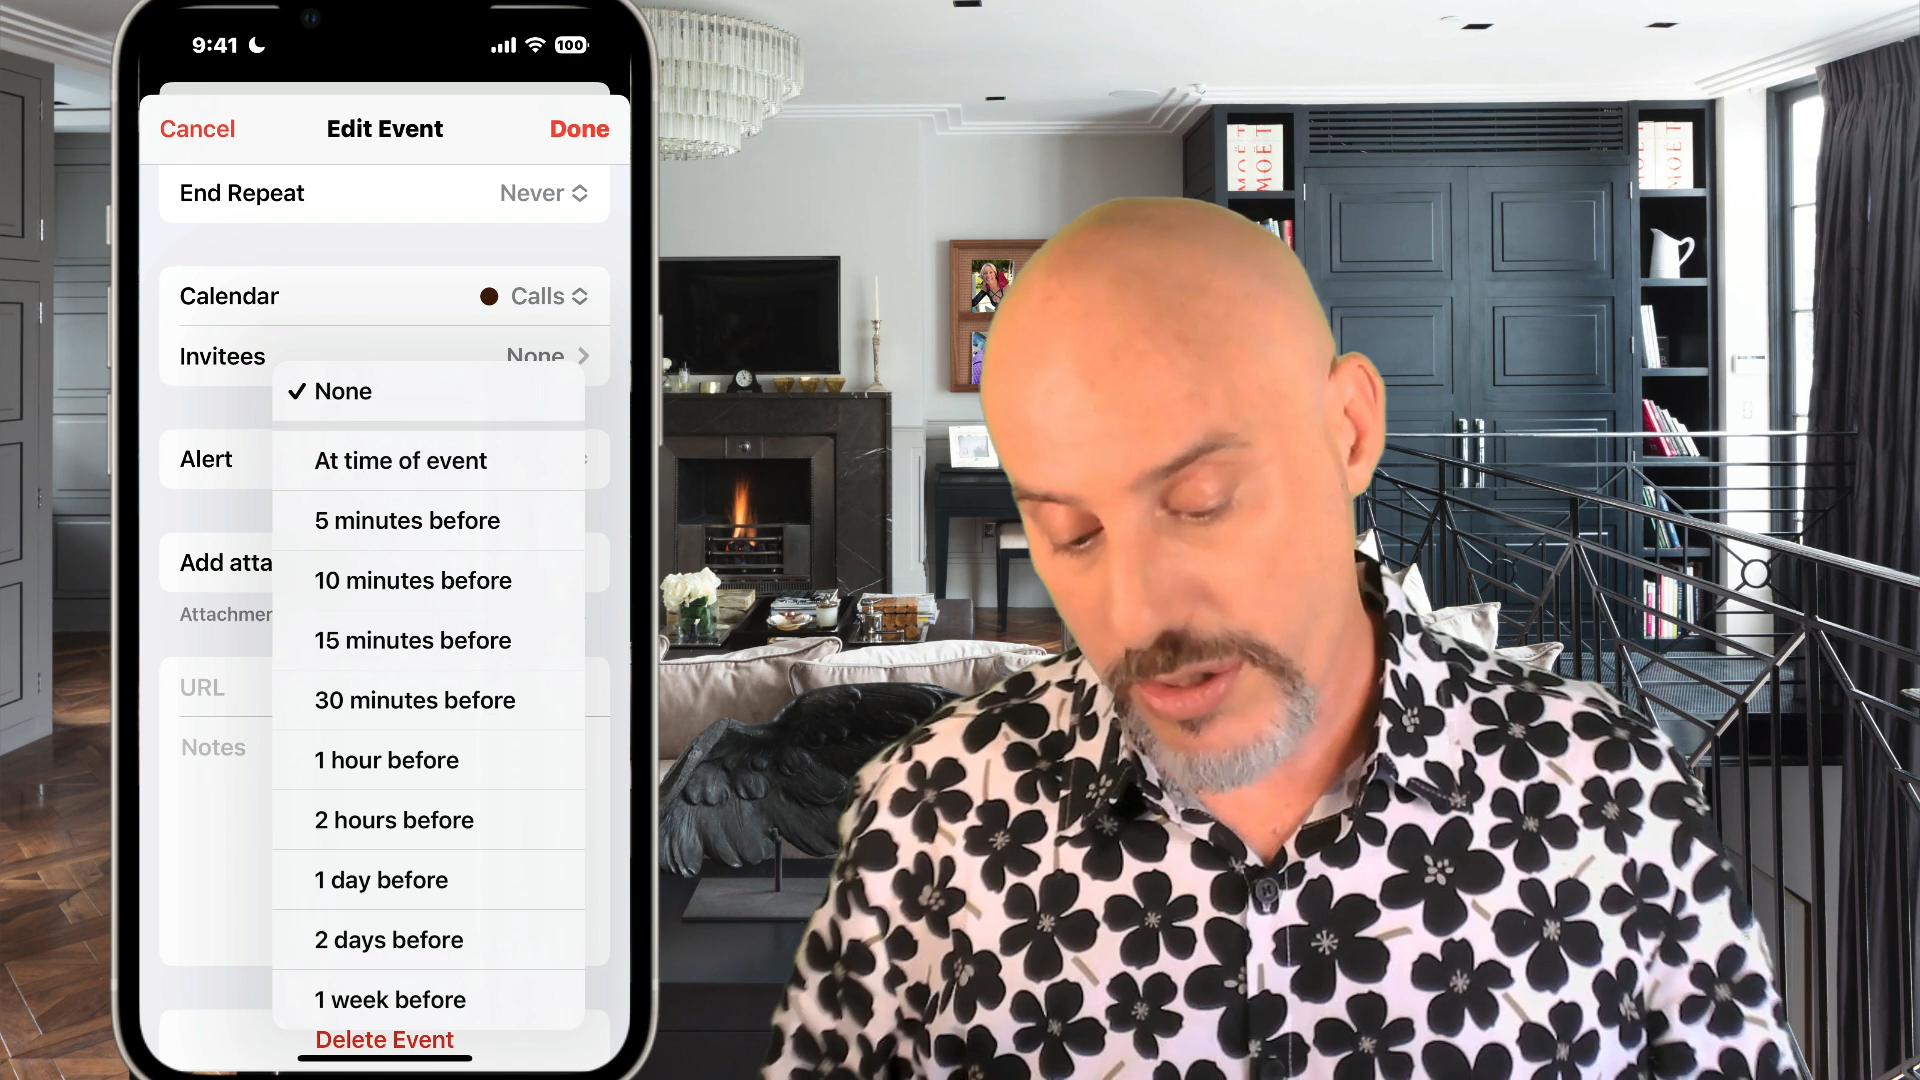 9:41
100
Cancel Edit Event Done
End Repeat Never
Calendar Calls
Invitees None
None
Alert
At time of event
5 minutes before
Add atta
10 minutes before
Attachmer
15 minutes before
URL
30 minutes before
Notes
1 hour before
2 hours before
1 day before
2 days before
1 week before
Delete Event
MOËT
MOËT